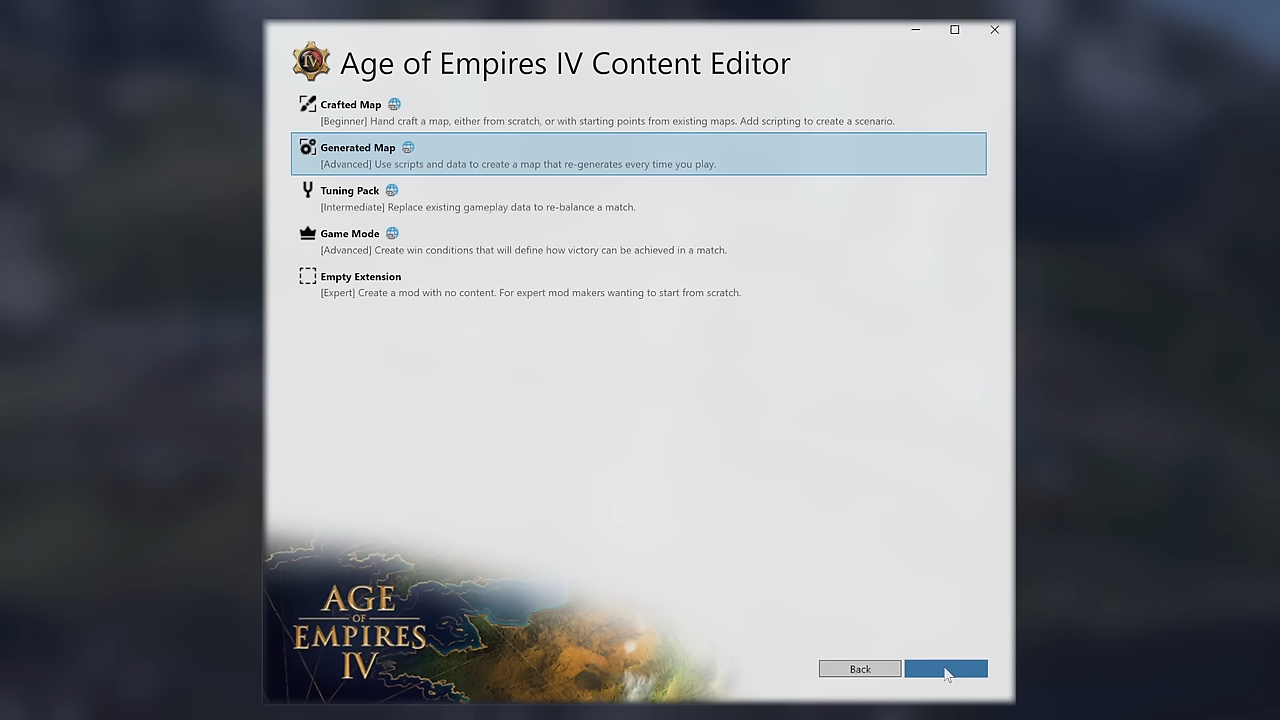 Age of Empires IV Content Editor
Crafted Map
[Beginner] Hand craft a map, either from scratch, or with starting points from existing maps. Add scripting to create a scenario.
Generated Map
[Advanced] Use scripts and data to create a map that re-generates every time you play.
Tuning Pack
[Intermediate] Replace existing gameplay data to re-balance a match.
Game Mode
[Advanced] Create win conditions that will define how victory can be achieved in a match.
Empty Extension
[Expert] Create a mod with no content. For expert mod makers wanting to start from scratch.
AGE
OF
EMPIRES
IV
Back